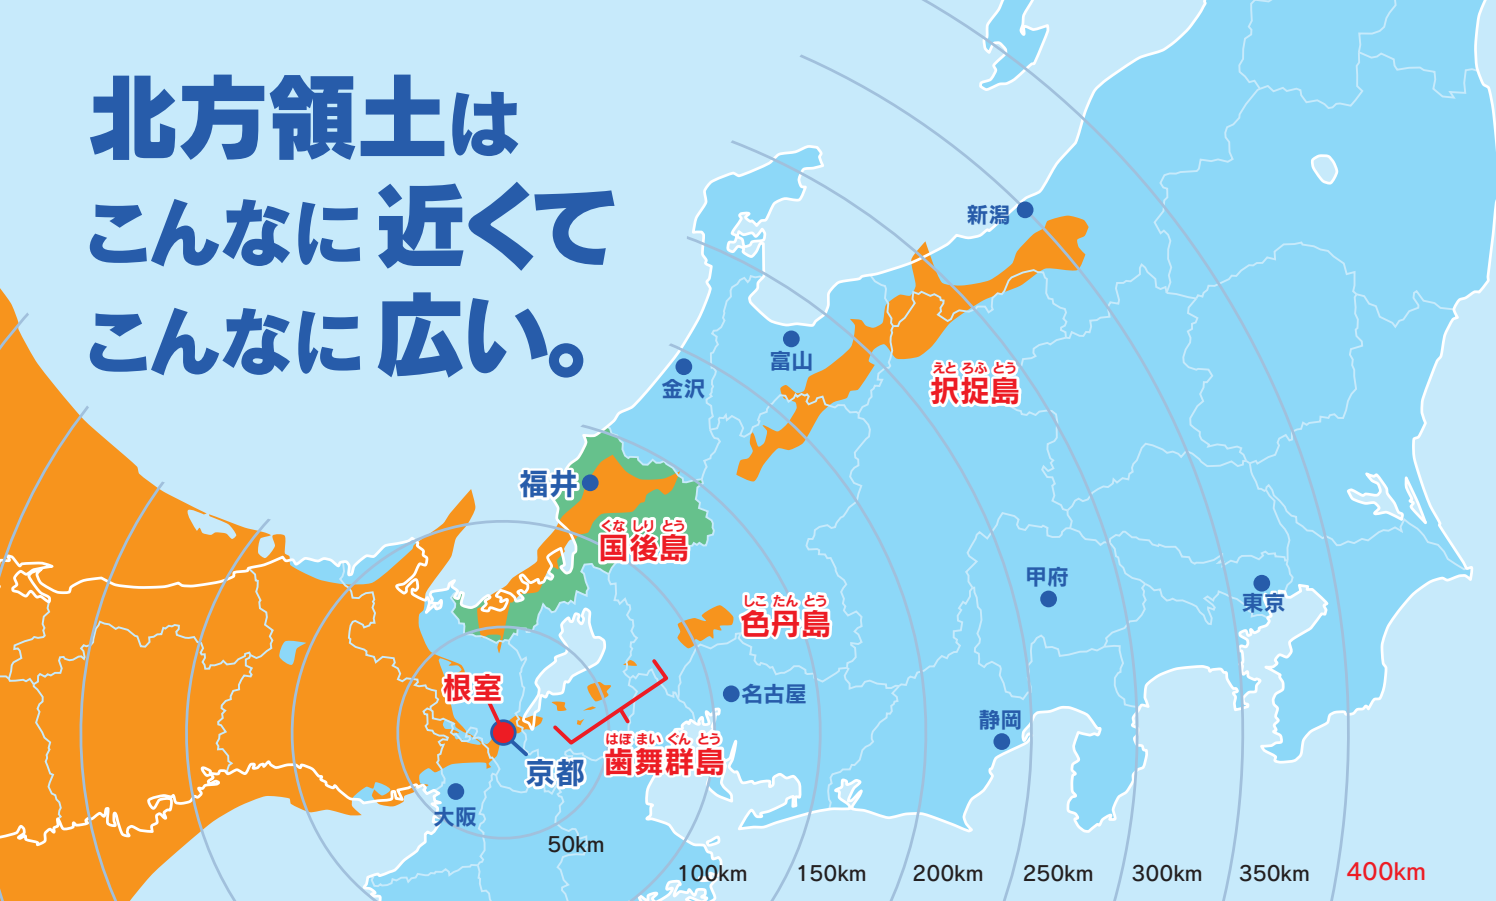 北方領土は
こんなに近くて
こんなに広い。
新潟
富山
金沢
えとろふとう
択捉島
福井
くなしりとう
国後島
甲府
東京
しこたんとう
色丹島
根室
名古屋
静岡
はぼまいぐんとう
歯舞群島
京都
大阪
50km
100km
150km
200km
250km
300km
350km
400km